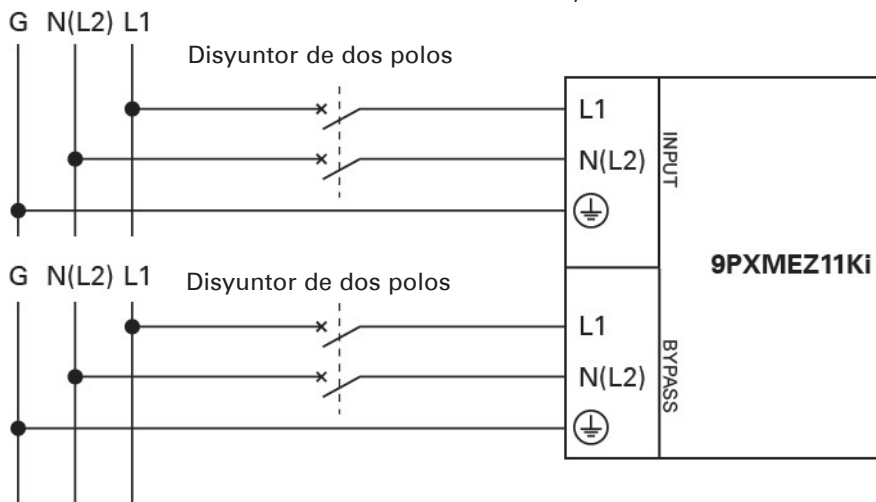 G N(L2) L1
Disyuntor de dos polos
L1
N(L2)
INPUT
9PXMEZ11Ki
G N(L2) L1
Disyuntor de dos polos
L1
N(L2)
BYPASS